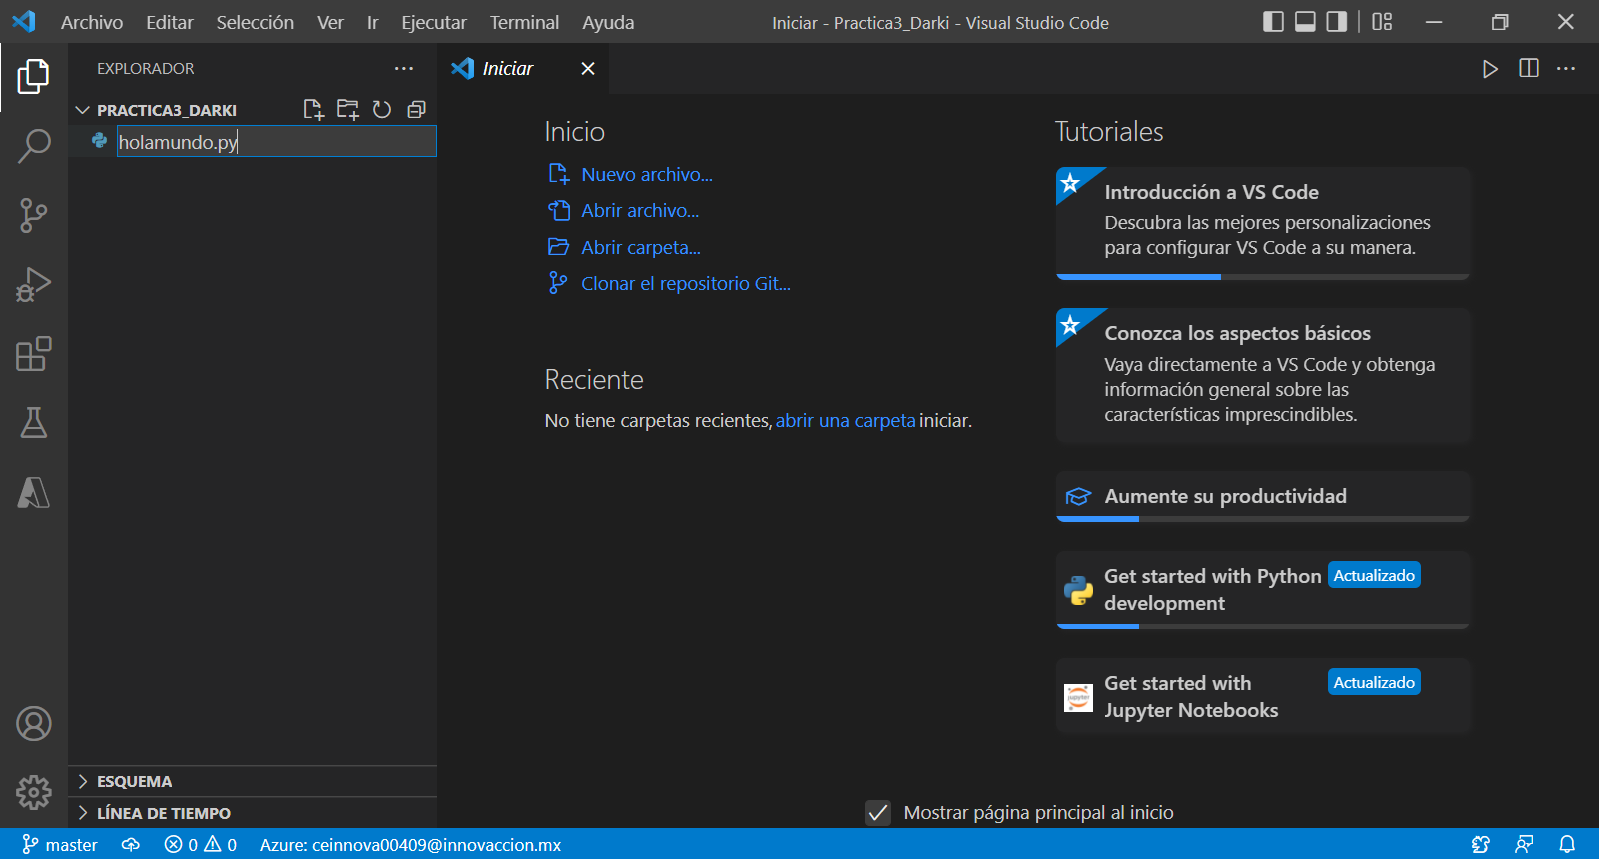 Archivo Editar Selección Ver Ir Ejecutar Terminal Ayuda
Iniciar - Practica3_Darki - Visual Studio Code
EXPLORADOR
PRACTICA3_DARKI
holamundo.py
ESQUEMA
LÍNEA DE TIEMPO
Iniciar
Inicio
Nuevo archivo...
Abrir archivo...
Abrir carpeta...
Clonar el repositorio Git...
Reciente
No tiene carpetas recientes, abrir una carpeta iniciar.
Tutoriales
Introducción a VS Code
Descubra las mejores personalizaciones
para configurar VS Code a su manera.
Conozca los aspectos básicos
Vaya directamente a VS Code y obtenga
información general sobre las
características imprescindibles.
Aumente su productividad
Get started with Python Actualizado
development
Get started with Actualizado
Jupyter Notebooks
jupyter
Mostrar página principal al inicio
master 0 0 Azure: ceinnova00409@innovaccion.mx